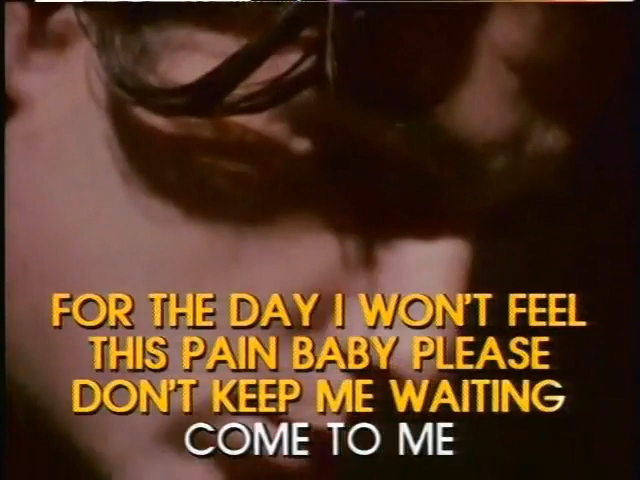 FOR THE DAY I WON'T FEEL
THIS PAIN BABY PLEASE
DON'T KEEP ME WAITING
COME TO ME